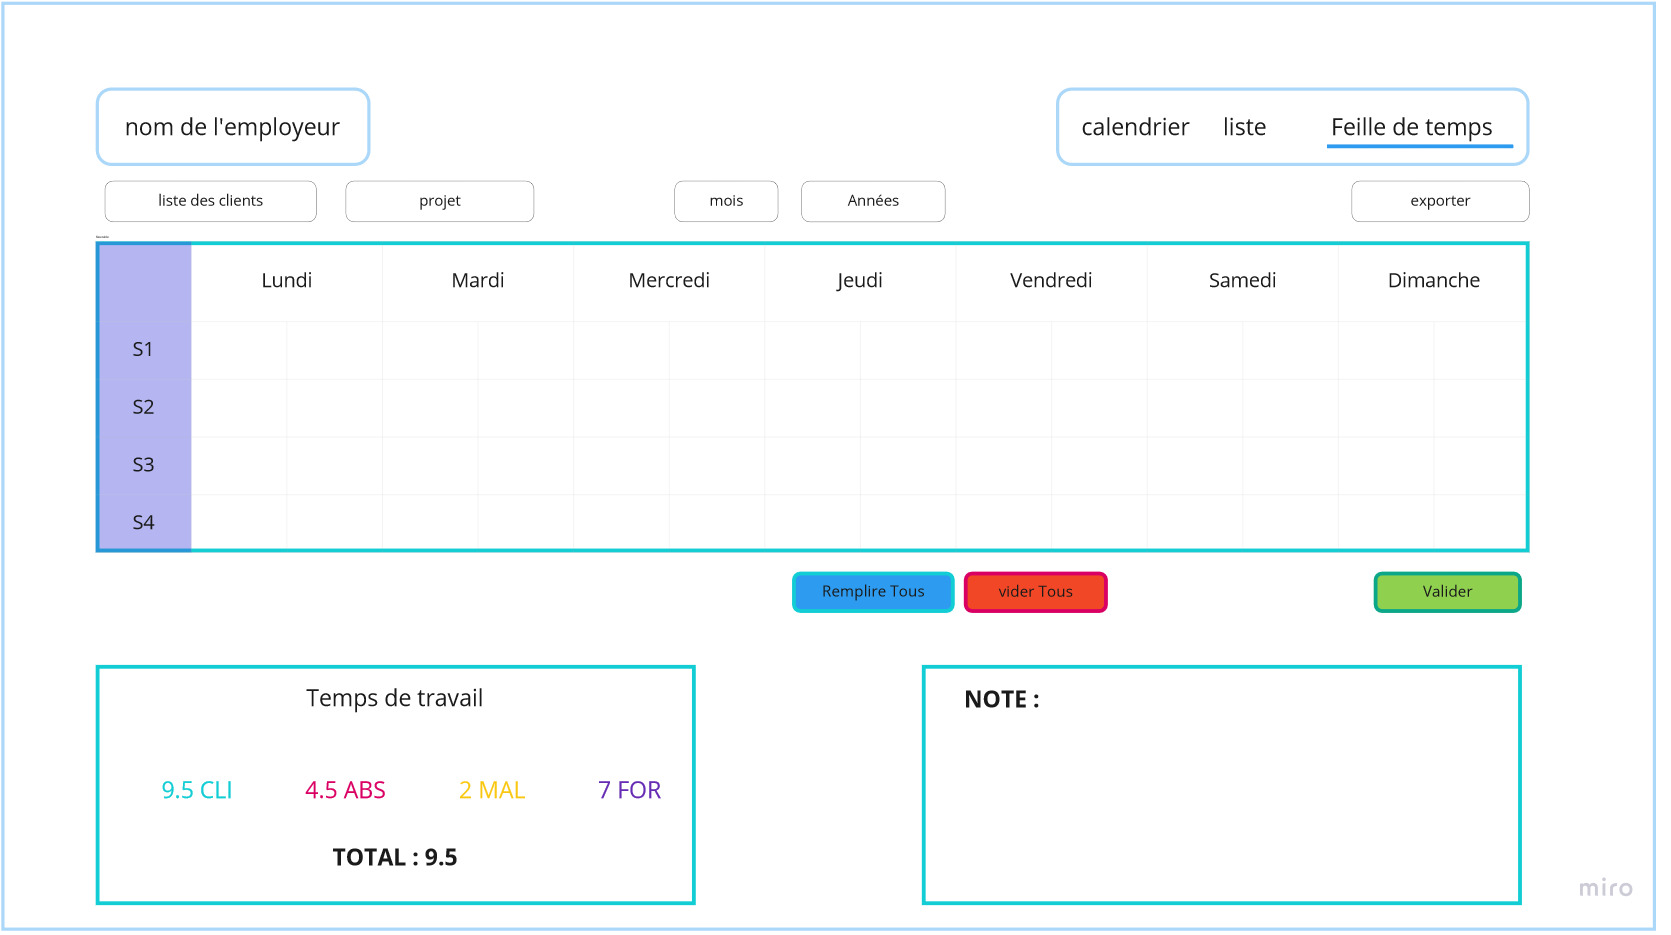 nom de l'employeur
calendrier liste Feille de temps
liste des clients projet mois Années exporter
Lundi Mardi Mercredi Jeudi Vendredi Samedi Dimanche
S1
S2
S3
S4
Remplire Tous vider Tous Valider
Temps de travail
9.5 CLI 4.5 ABS 2 MAL 7 FOR
TOTAL : 9.5
NOTE :
miro